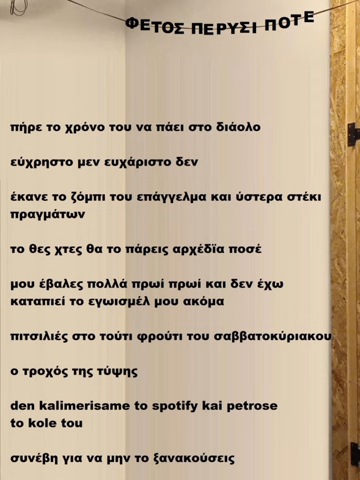 ΦΕΤΟΣ ΠΕΡΥΣΙ ΠΟΤΕ
πήρε το χρόνο του να πάει στο διάολο
εύχρηστο μεν ευχάριστο δεν
έκανε το ζόμπι του επάγγελμα και ύστερα στέκι
πραγμάτων
το θες χτες θα το πάρεις αρχέδϊα ποσέ
μου έβαλες πολλά πρωί πρωί και δεν έχω
καταπιεί το εγωισμέλ μου ακόμα
πιτσιλιές στο τούτι φρούτι του σαββατοκύριακου
ο τροχός της τύψης
den kalimerisame to spotify kai petrose
to kole tou
συνέβη για να μην το ξανακούσεις